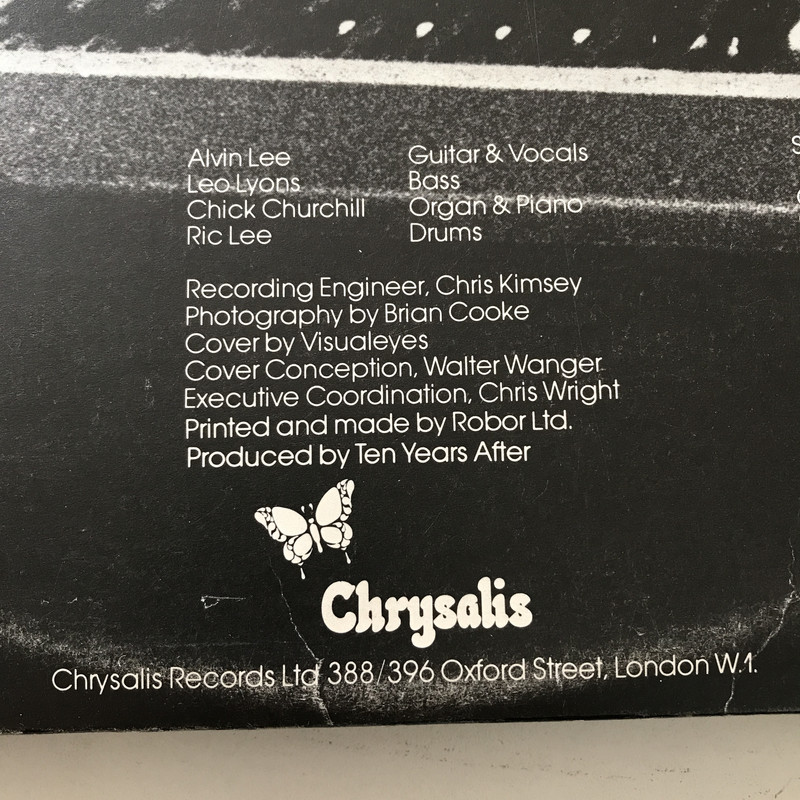 Alvin Lee Guitar & Vocals
Leo Lyons Bass
Chick Churchill Organ & Piano
Ric Lee Drums
Recording Engineer, Chris Kimsey
Photography by Brian Cooke
Cover by Visualeyes
Cover Conception, Walter Wanger
Executive Coordination, Chris Wright
Printed and made by Robor Ltd.
Produced by Ten Years After
Chrysalis
Chrysalis Records Ltd 388/396 Oxford Street, London W.1.